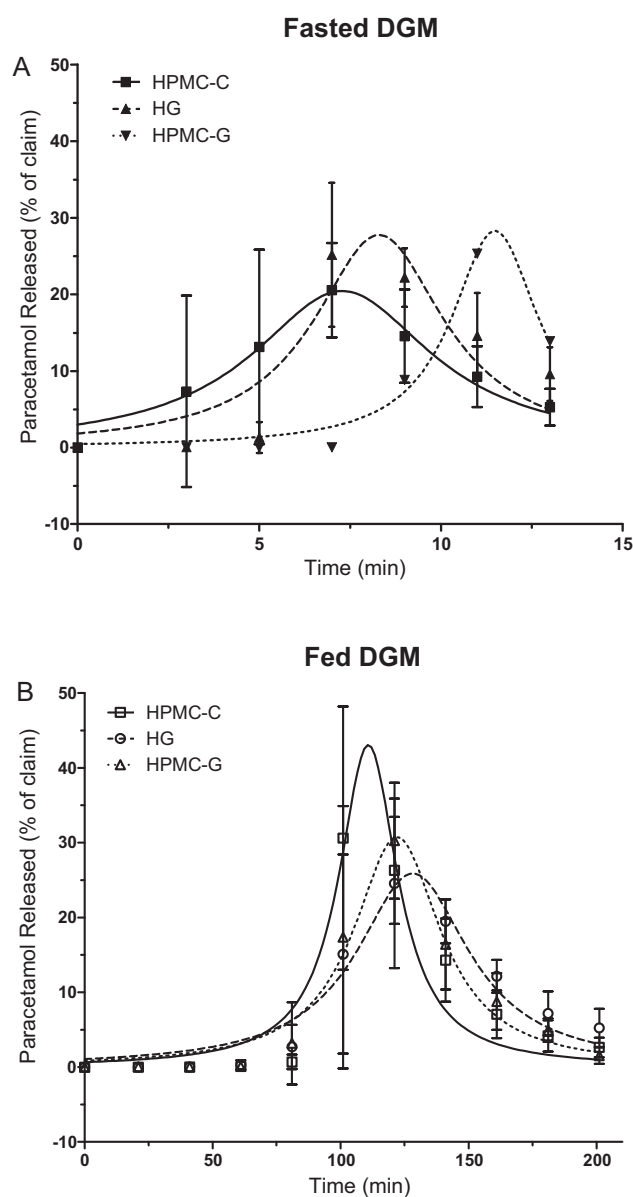 Fasted DGM
A
HPMC-C
HG
HPMC-G
Paracetamol Released (% of claim)
50
40
30
20
10
0
-10
0
5
10
15
Time (min)
Fed DGM
B
HPMC-C
HG
HPMC-G
Paracetamol Released (% of claim)
50
40
30
20
10
0
-10
0
50
100
150
200
Time (min)